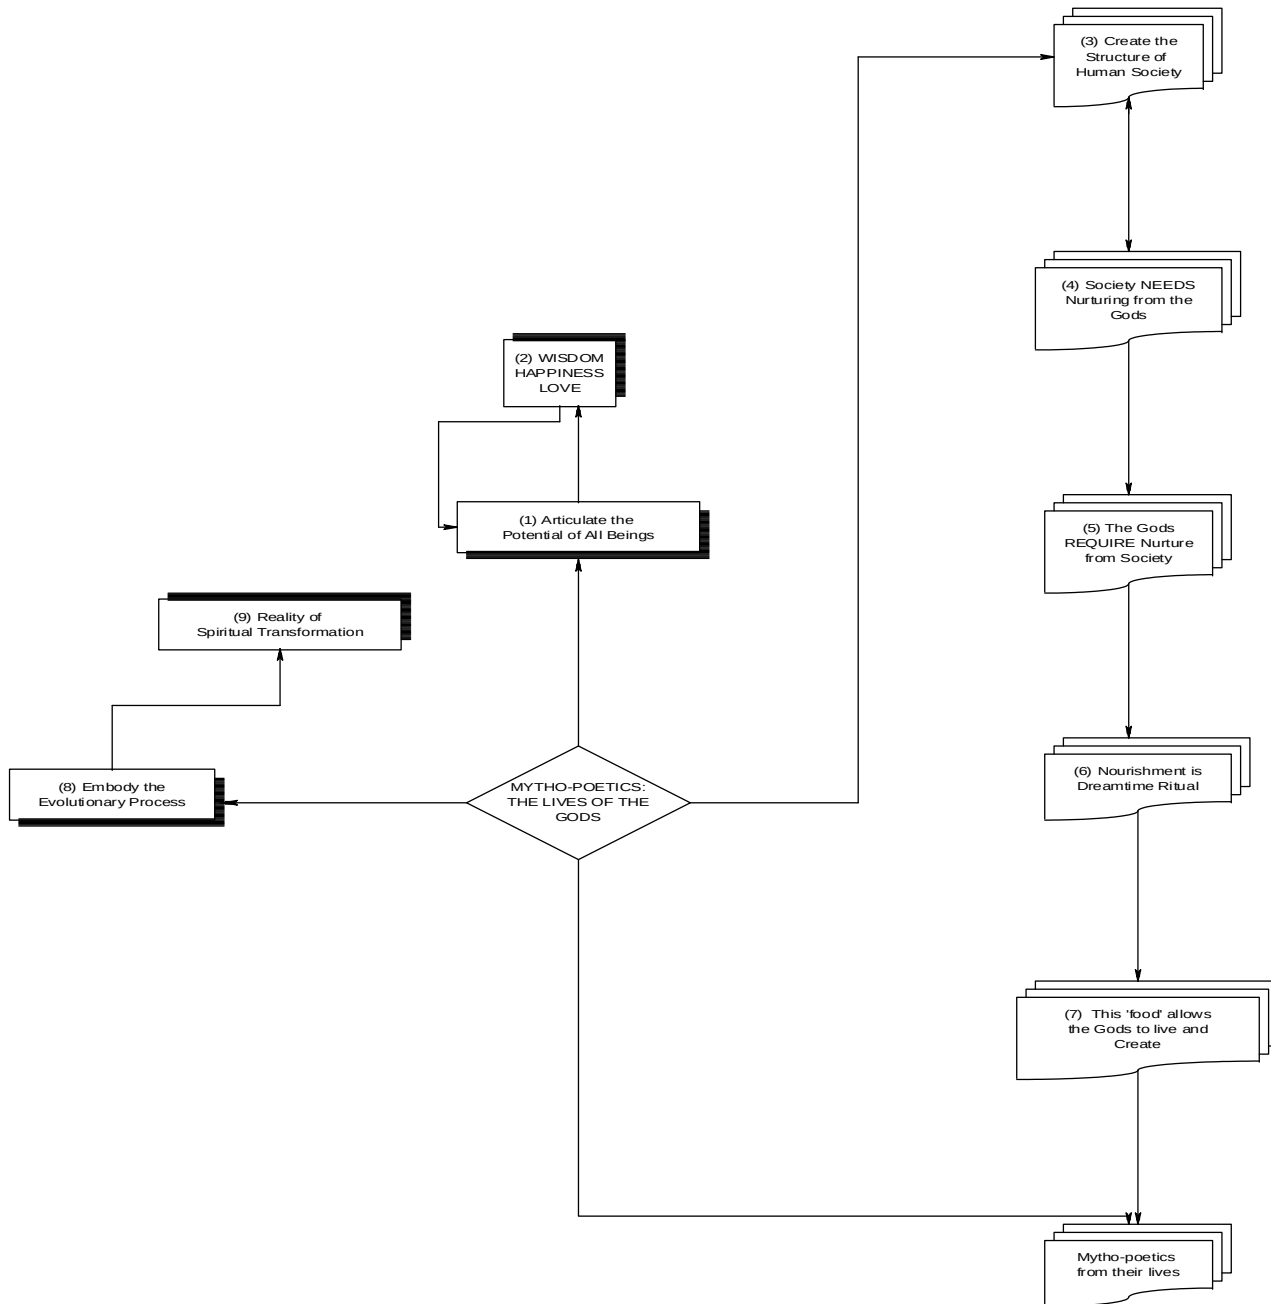 (3) Create the
Structure of
Human Society
(4) Society NEEDS
Nurturing from the
Gods
(2) WISDOM
HAPPINESS
LOVE
(1) Articulate the
Potential of All Beings
(5) The Gods
REQUIRE Nurture
from Society
(9) Reality of
Spiritual Transformation
(8) Embody the
Evolutionary Process
MYTHO-POETICS:
THE LIVES OF THE
GODS
(6) Nourishment is
Dreamtime Ritual
(7)  This 'food' allows
the Gods to live and
Create
Mytho-poetics
from their lives